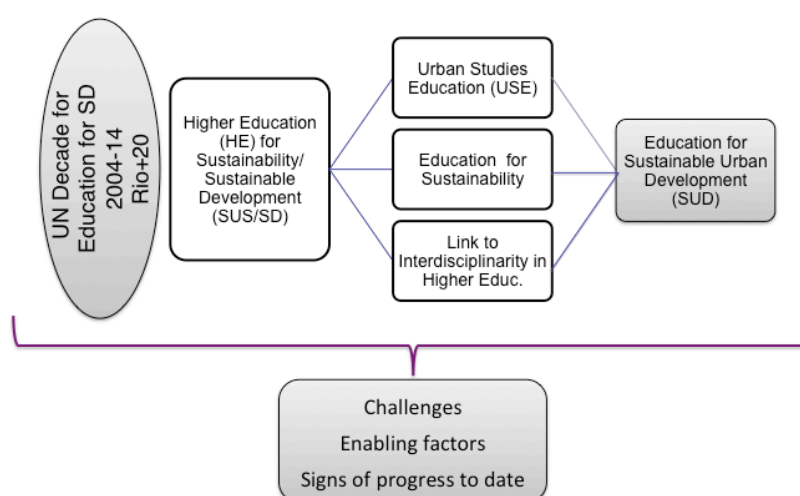 UN Decade for
Education for SD
2004-14
Rio+20
Higher Education
(HE) for
Sustainability/
Sustainable
Development
(SUS/SD)
Urban Studies
Education (USE)
Education for
Sustainability
Link to
Interdisciplinarity in
Higher Educ.
Education for
Sustainable Urban
Development
(SUD)
Challenges
Enabling factors
Signs of progress to date